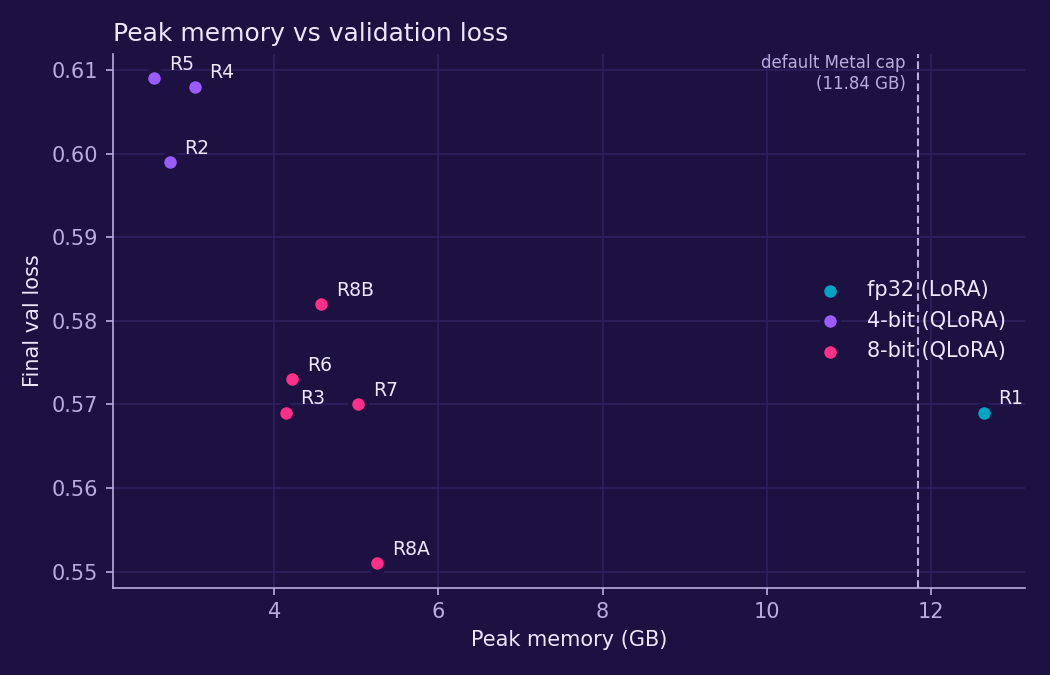 Peak memory vs validation loss
default Metal cap
(11.84 GB)
R5
R4
R2
R8B
R6
R3
R7
R8A
R1
fp32 (LoRA)
4-bit (QLoRA)
8-bit (QLoRA)
0.61
0.60
0.59
0.58
0.57
0.56
0.55
Final val loss
4 6 8 10 12
Peak memory (GB)